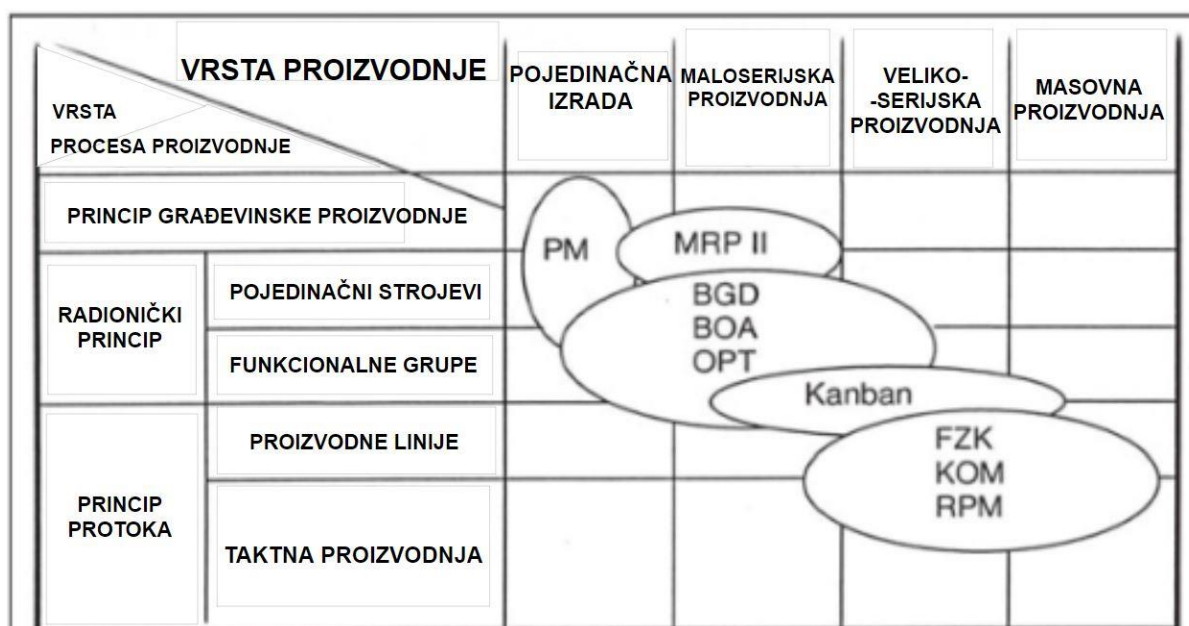 VRSTA PROIZVODNJE
VRSTA
PROCESA PROIZVODNJE
POJEDINAČNA
IZRADA
MALOSERIJSKA
PROIZVODNJA
VELIKO-
-SERIJSKA
PROIZVODNJA
MASOVNA
PROIZVODNJA
PRINCIP GRAĐEVINSKE PROIZVODNJE
RADIONIČKI
PRINCIP
POJEDINAČNI STROJEVI
FUNKCIONALNE GRUPE
PRINCIP
PROTOKA
PROIZVODNE LINIJE
TAKTNA PROIZVODNJA
PM
MRP II
BGD
BOA
OPT
Kanban
FZK
KOM
RPM